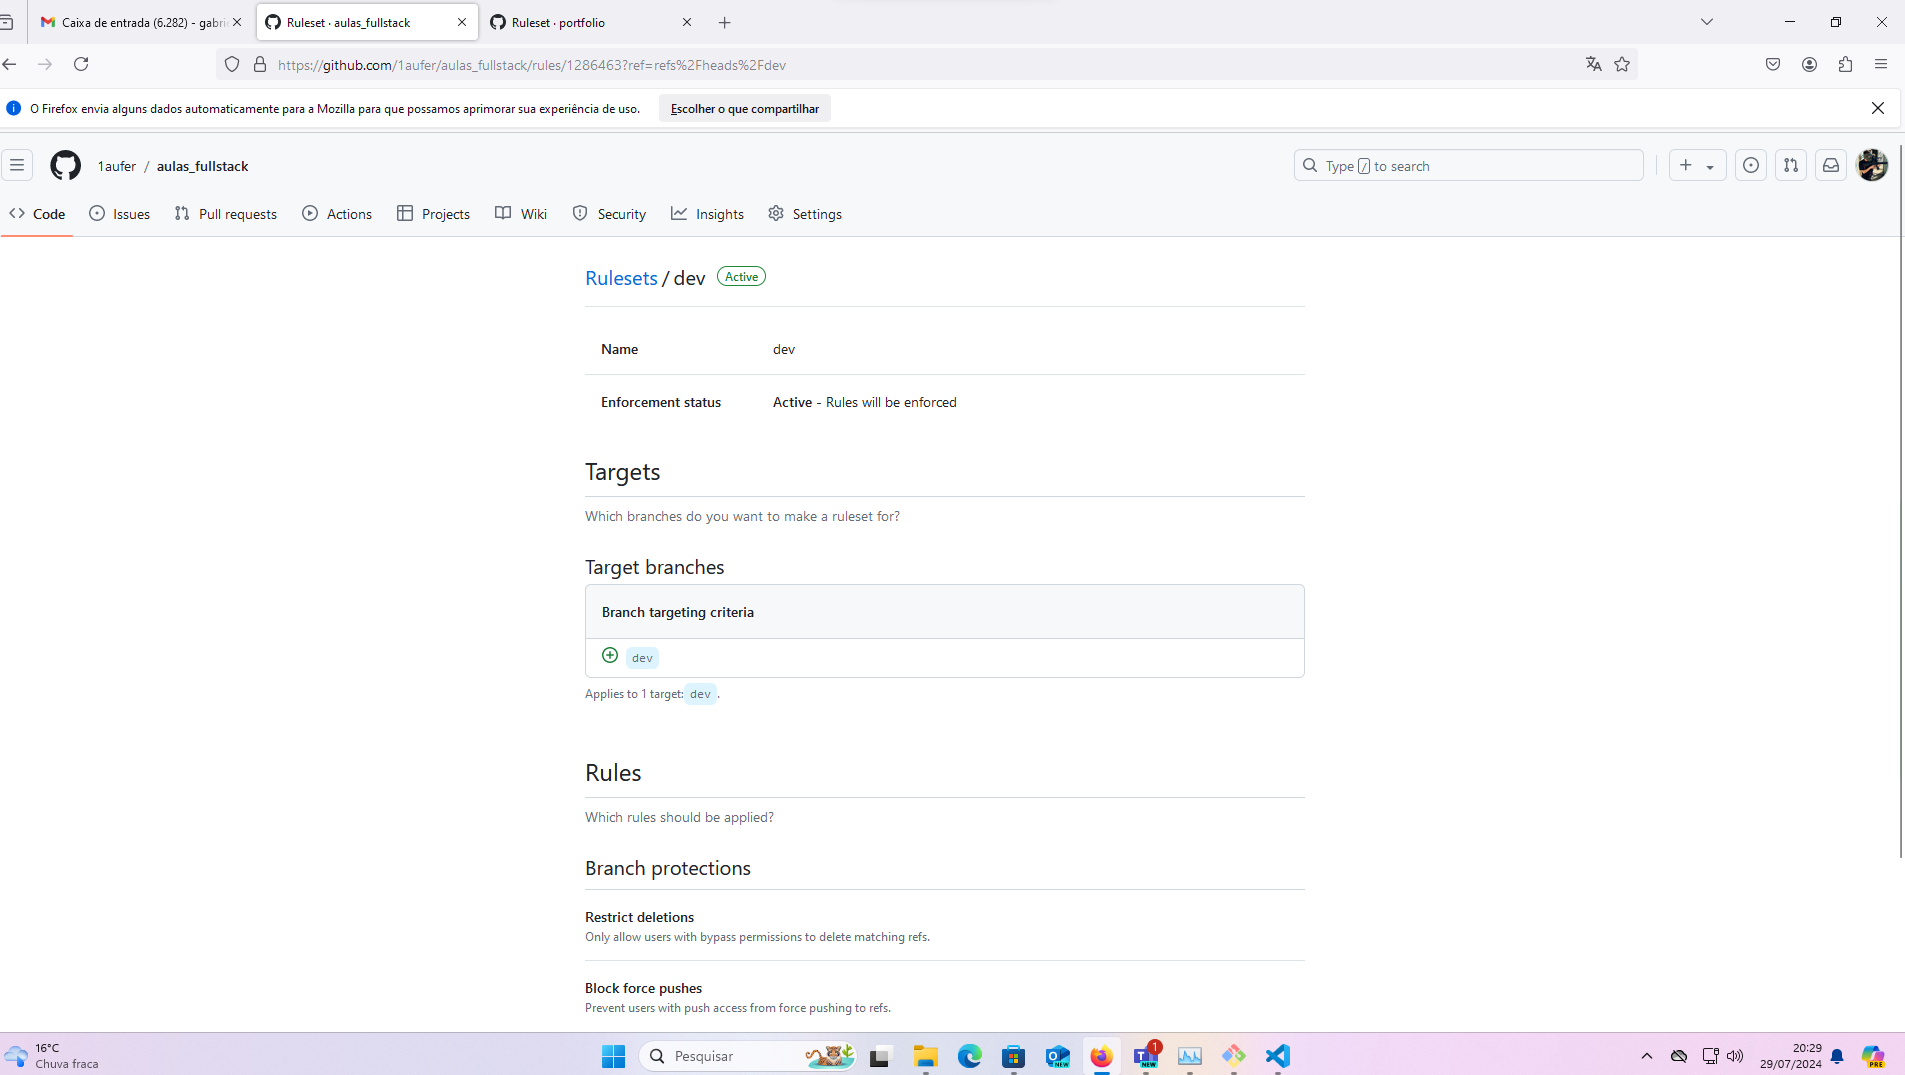 Caixa de entrada (6.282) - gabri
Ruleset · aulas_fullstack
Ruleset · portfolio
https://github.com/1aufer/aulas_fullstack/rules/1286463?ref=refs%2Fheads%2Fdev
O Firefox envia alguns dados automaticamente para a Mozilla para que possamos aprimorar sua experiência de uso.
Escolher o que compartilhar
1aufer / aulas_fullstack
Type / to search
Code
Issues
Pull requests
Actions
Projects
Wiki
Security
Insights
Settings
Rulesets / dev Active
Name dev
Enforcement status Active - Rules will be enforced
Targets
Which branches do you want to make a ruleset for?
Target branches
Branch targeting criteria
dev
Applies to 1 target: dev .
Rules
Which rules should be applied?
Branch protections
Restrict deletions
Only allow users with bypass permissions to delete matching refs.
Block force pushes
Prevent users with push access from force pushing to refs.
16°C
Chuva fraca
Pesquisar
NEW
1
NEW
20:29
29/07/2024
PRE